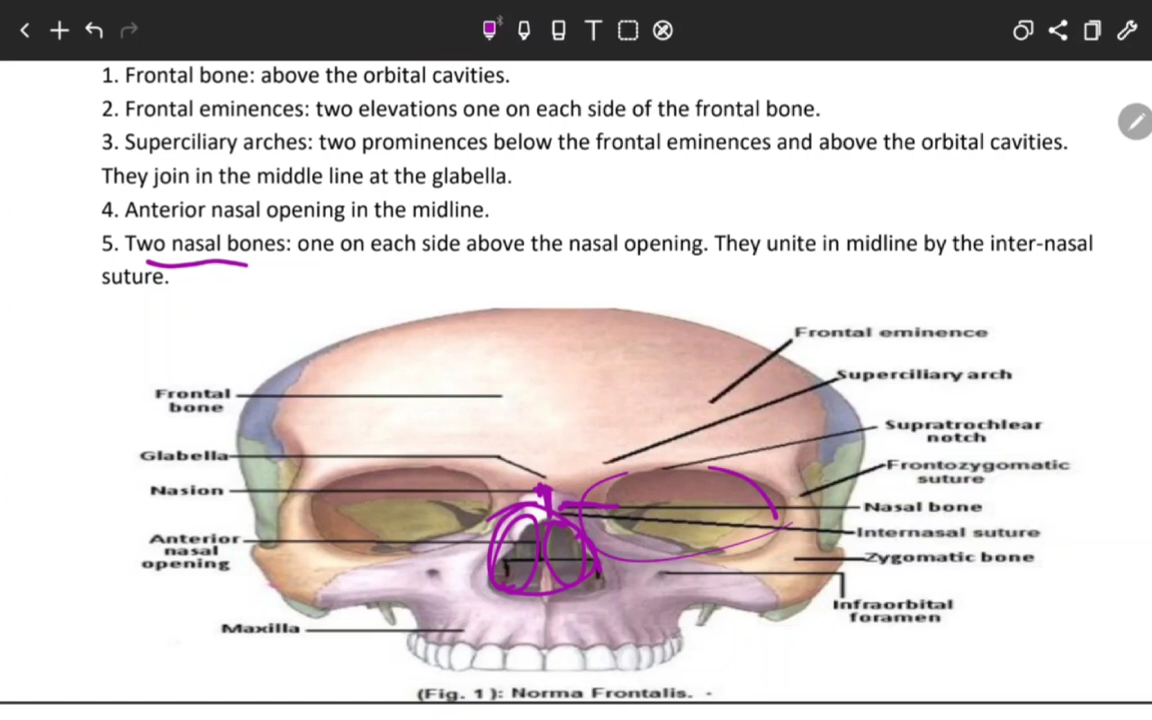 1. Frontal bone: above the orbital cavities.
2. Frontal eminences: two elevations one on each side of the frontal bone.
3. Superciliary arches: two prominences below the frontal eminences and above the orbital cavities.
They join in the middle line at the glabella.
4. Anterior nasal opening in the midline.
5. Two nasal bones: one on each side above the nasal opening. They unite in midline by the inter-nasal
suture.
Frontal eminence
Superciliary arch
Frontal
bone
Supratrochlear
notch
Glabella
Frontozygomatic
suture
Nasion
Nasal bone
Internasal suture
Anterior
nasal
opening
Zygomatic bone
Infraorbital
foramen
Maxilla
(Fig. 1 ): Norma Frontalis. -